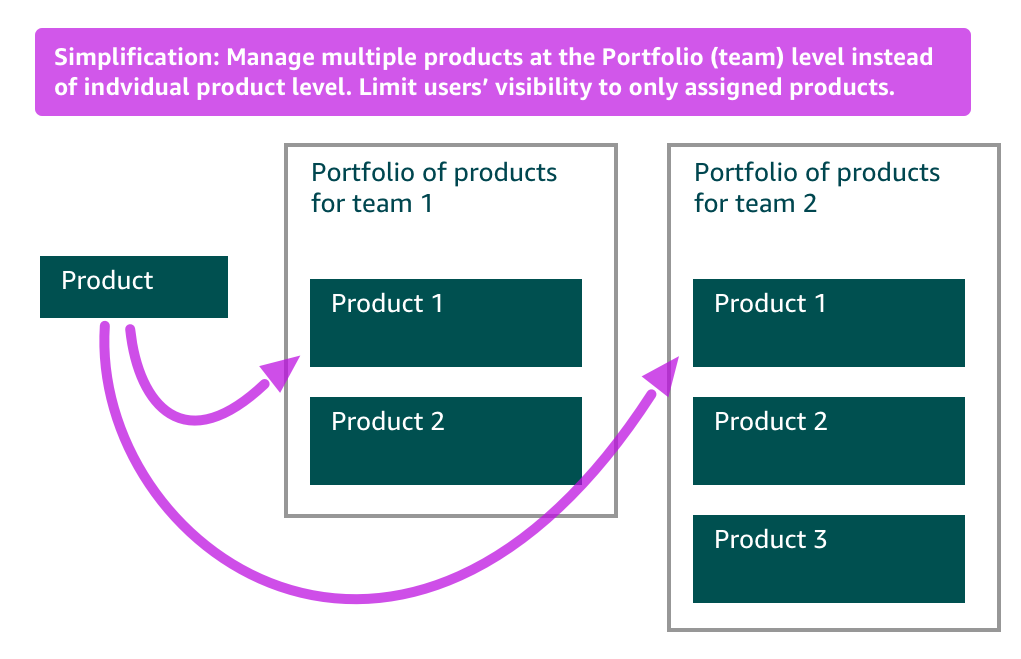 Simplification: Manage multiple products at the Portfolio (team) level instead
of indvidual product level. Limit users’ visibility to only assigned products.
Product
Portfolio of products
for team 1
Product 1
Product 2
Portfolio of products
for team 2
Product 1
Product 2
Product 3